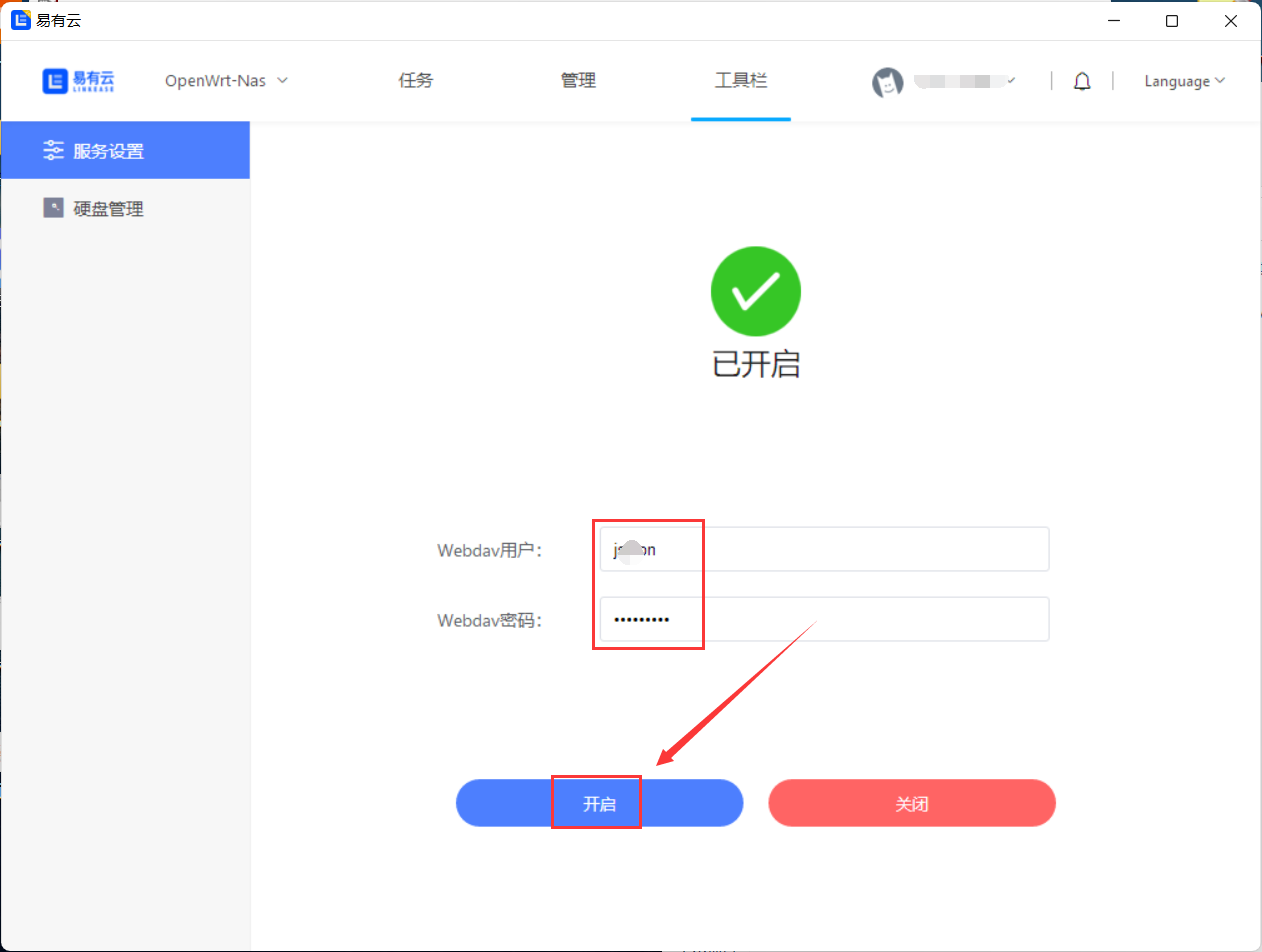 易有云
易有云
LINKEASE
OpenWrt-Nas
任务
管理
工具栏
Language
服务设置
硬盘管理
已开启
Webdav用户：
Webdav密码：
•••••••••
开启
关闭